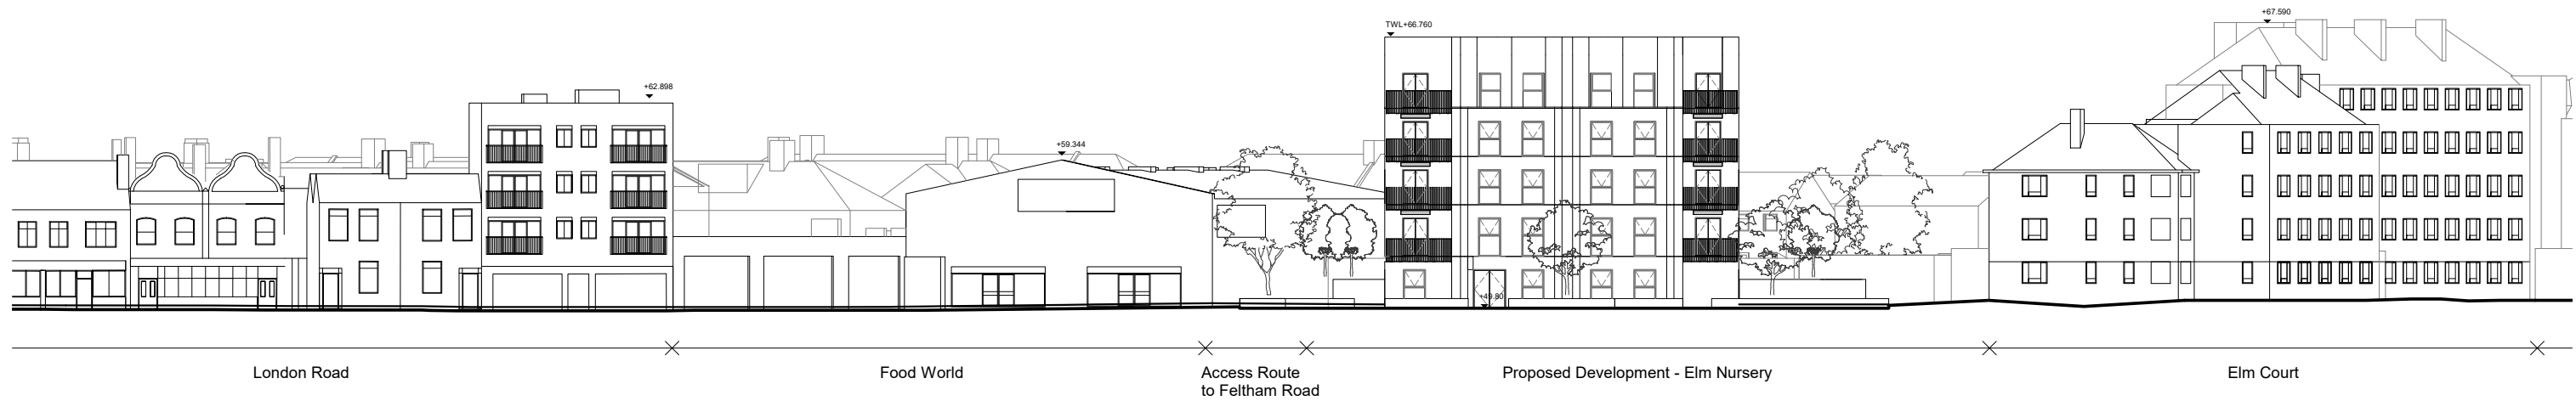 +67.590
TWL+66.760
+62.898
+59.344
+49.80
London Road
Food World
Access Route
to Feltham Road
Proposed Development - Elm Nursery
Elm Court